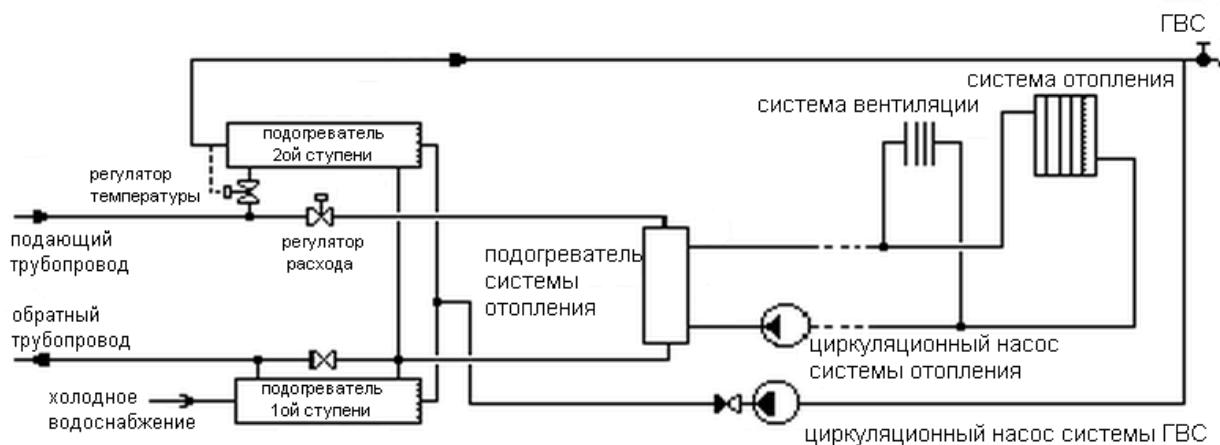 ГВС
система отопления
система вентиляции
подогреватель
2ой ступени
регулятор
температуры
подающий
трубопровод
регулятор
расхода
подогреватель
системы
отопления
обратный
трубопровод
циркуляционный насос
системы отопления
холодное
водоснабжение
подогреватель
1ой ступени
циркуляционный насос системы ГВС